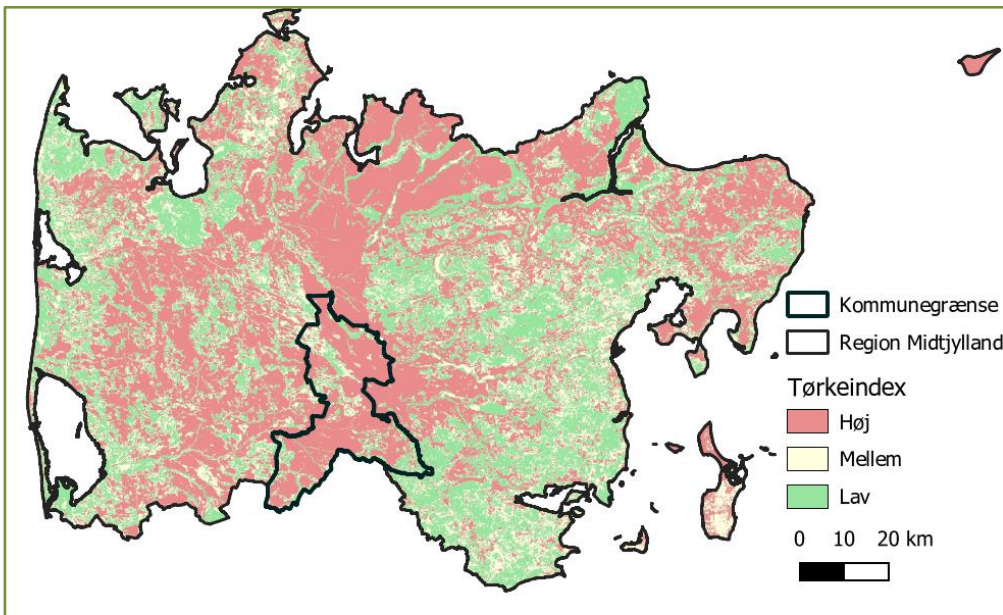 Kommunegrænse
Region Midtjylland
Tørkeindex
Høj
Mellem
Lav
0 10 20 km